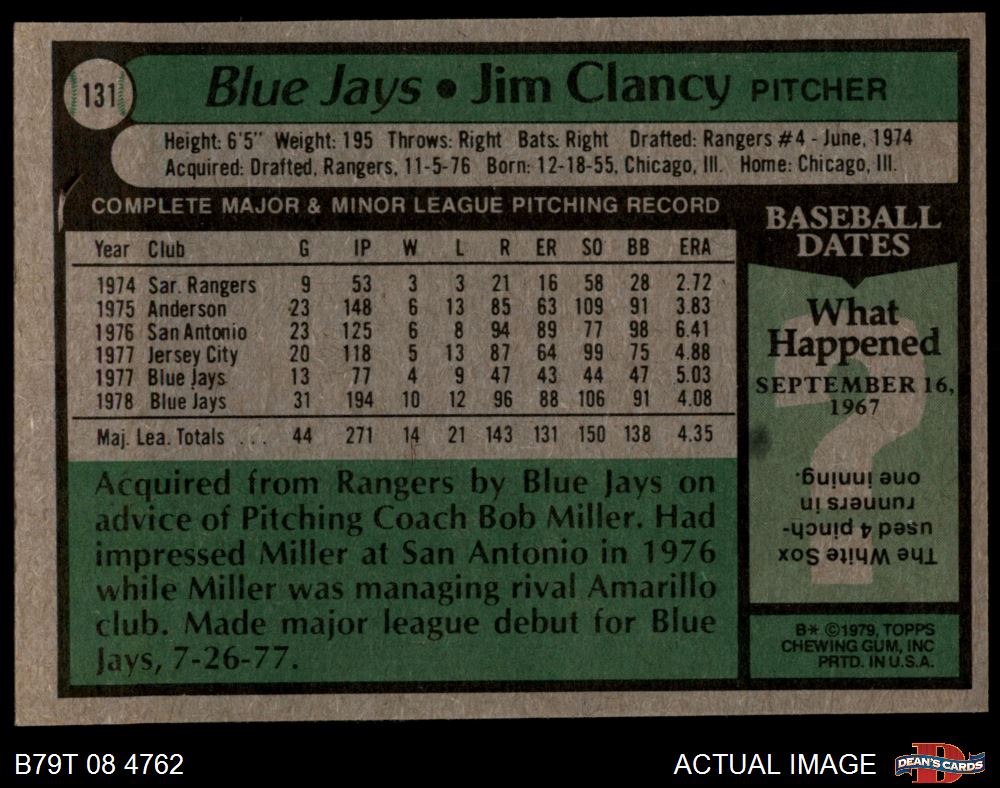 131
Blue Jays • Jim Clancy PITCHER
Height: 6'5" Weight: 195 Throws: Right Bats: Right Drafted: Rangers #4 - June, 1974
Acquired: Drafted, Rangers, 11-5-76 Born: 12-18-55, Chicago, Ill. Home: Chicago, Ill.
COMPLETE MAJOR & MINOR LEAGUE PITCHING RECORD
Year Club G IP W L R ER SO BB ERA
1974 Sar. Rangers 9 53 3 3 21 16 58 28 2.72
1975 Anderson 23 148 6 13 85 63 109 91 3.83
1976 San Antonio 23 125 6 8 94 89 77 98 6.41
1977 Jersey City 20 118 5 13 87 64 99 75 4.88
1977 Blue Jays 13 77 4 9 47 43 44 47 5.03
1978 Blue Jays 31 194 10 12 96 88 106 91 4.08
Maj. Lea. Totals ... 44 271 14 21 143 131 150 138 4.35
Acquired from Rangers by Blue Jays on
advice of Pitching Coach Bob Miller. Had
impressed Miller at San Antonio in 1976
while Miller was managing rival Amarillo
club. Made major league debut for Blue
Jays, 7-26-77.
BASEBALL
DATES
What
Happened
SEPTEMBER 16,
1967
?
The White Sox
used 4 pinch-
runners in
one inning.
B* ©1979, TOPPS
CHEWING GUM, INC
PRTD. IN U.S.A.
B79T 08 4762
ACTUAL IMAGE
DEAN'S CARDS